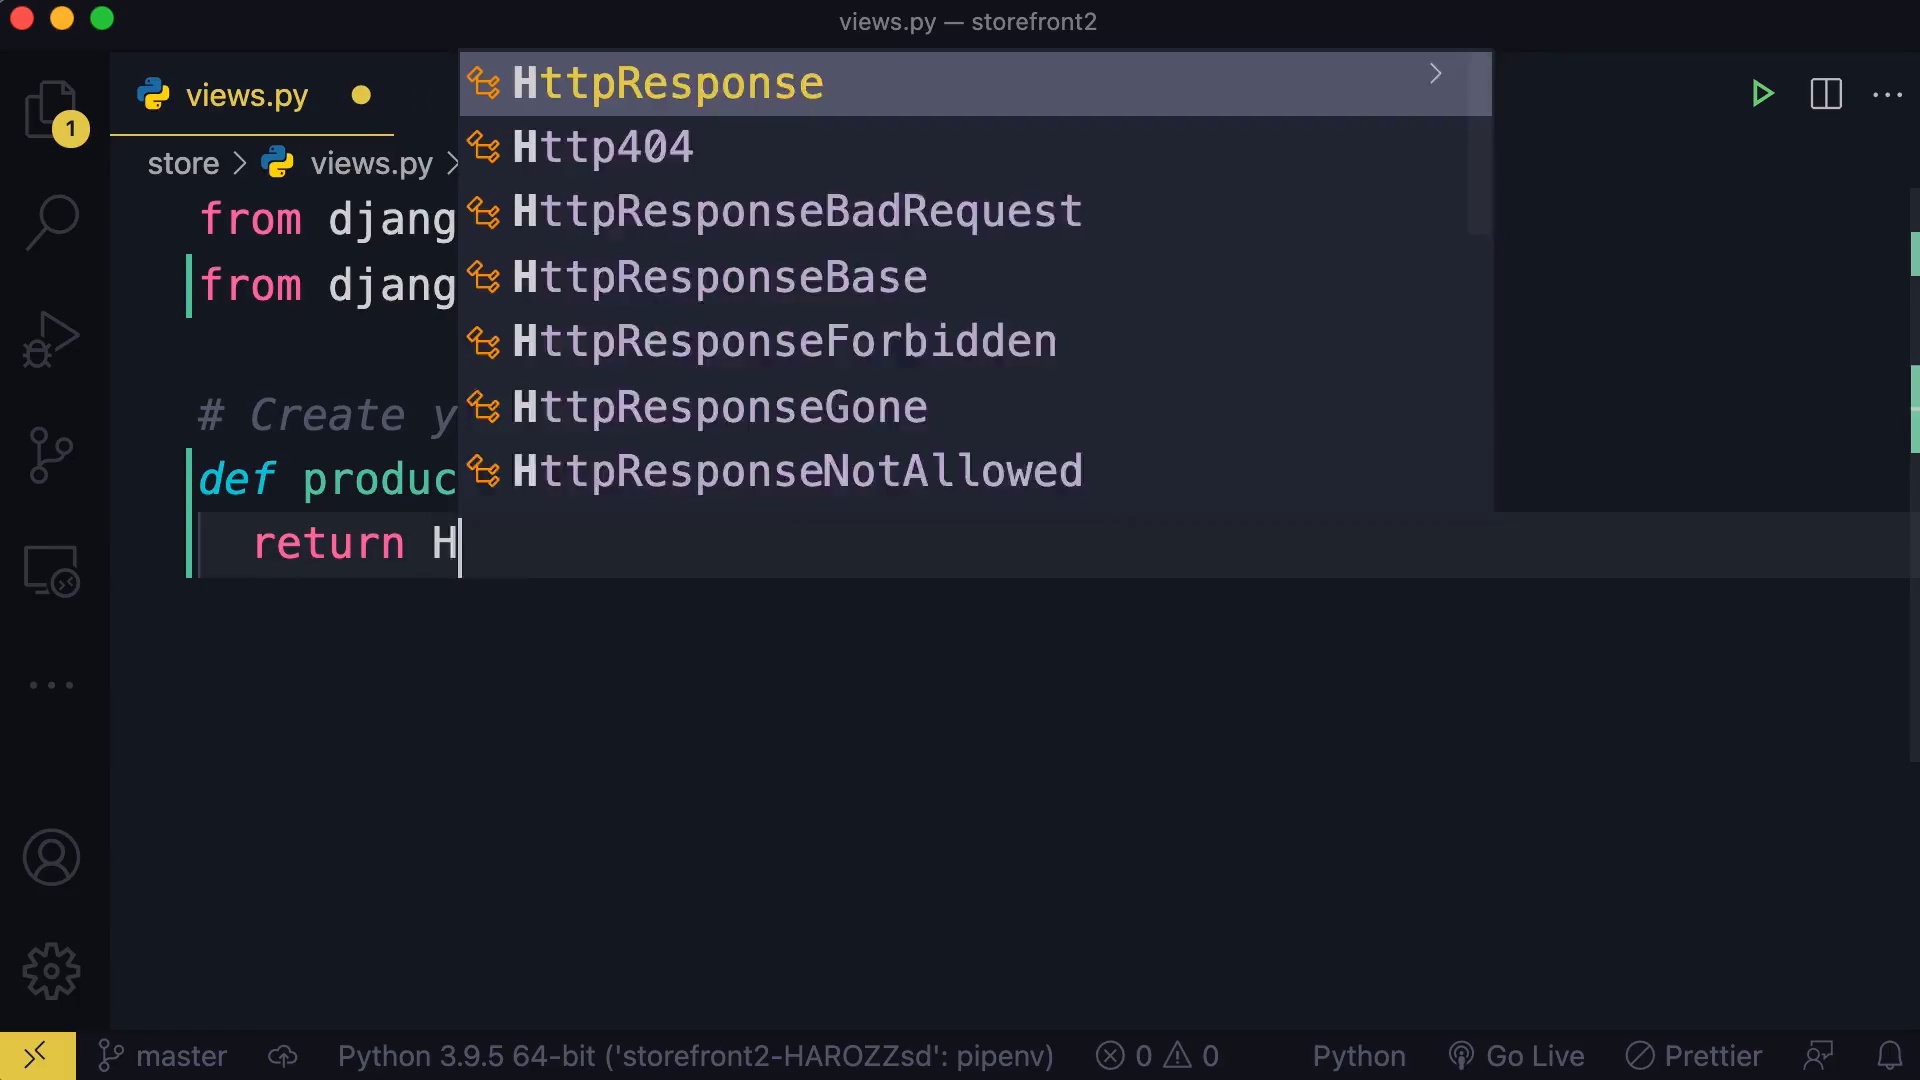 views.py — storefront2
views.py
1
store > views.py >
from djang
from djang
# Create y
def produc
return H
HttpResponse
Http404
HttpResponseBadRequest
HttpResponseBase
HttpResponseForbidden
HttpResponseGone
HttpResponseNotAllowed
master
Python 3.9.5 64-bit ('storefront2-HAROZZsd': pipenv)
0
0
Python
Go Live
Prettier